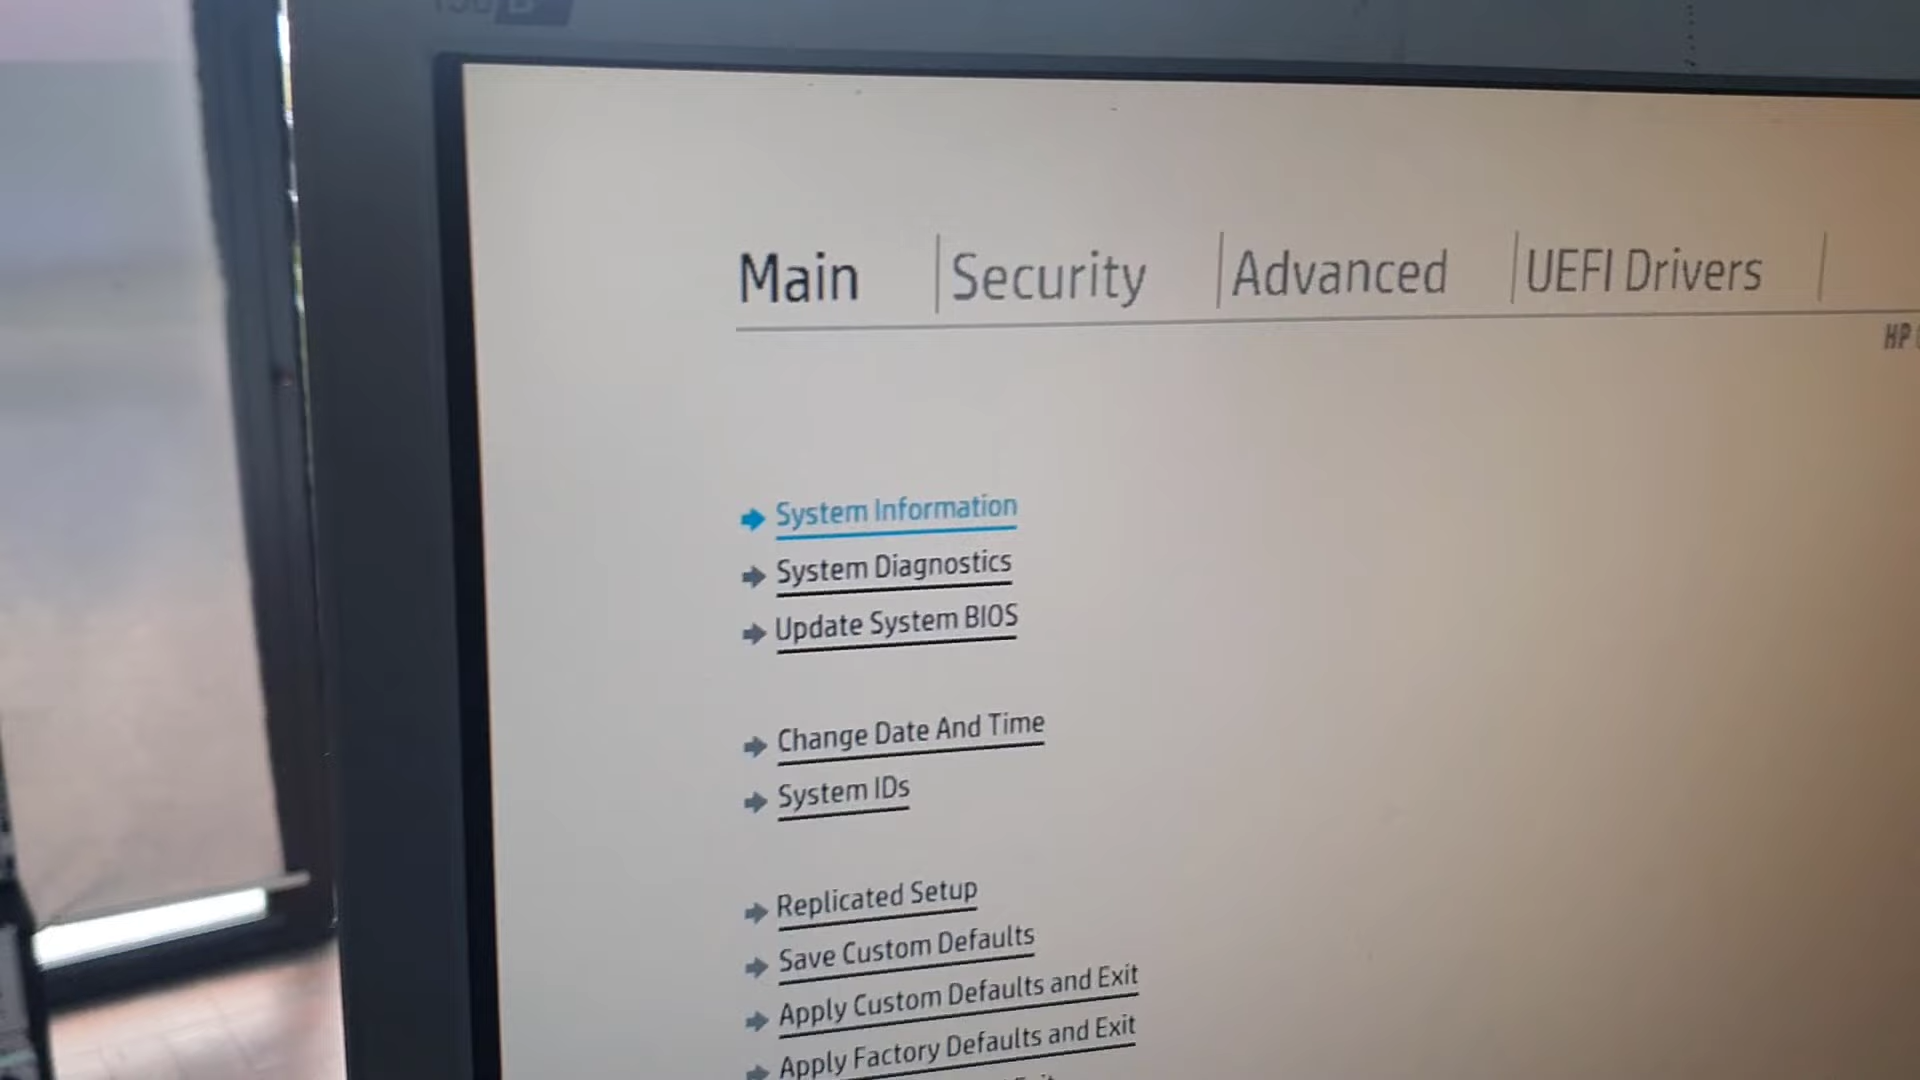 Main Security Advanced UEFI Drivers
HP
System Information
System Diagnostics
Update System BIOS
Change Date And Time
System IDs
Replicated Setup
Save Custom Defaults
Apply Custom Defaults and Exit
Apply Factory Defaults and Exit